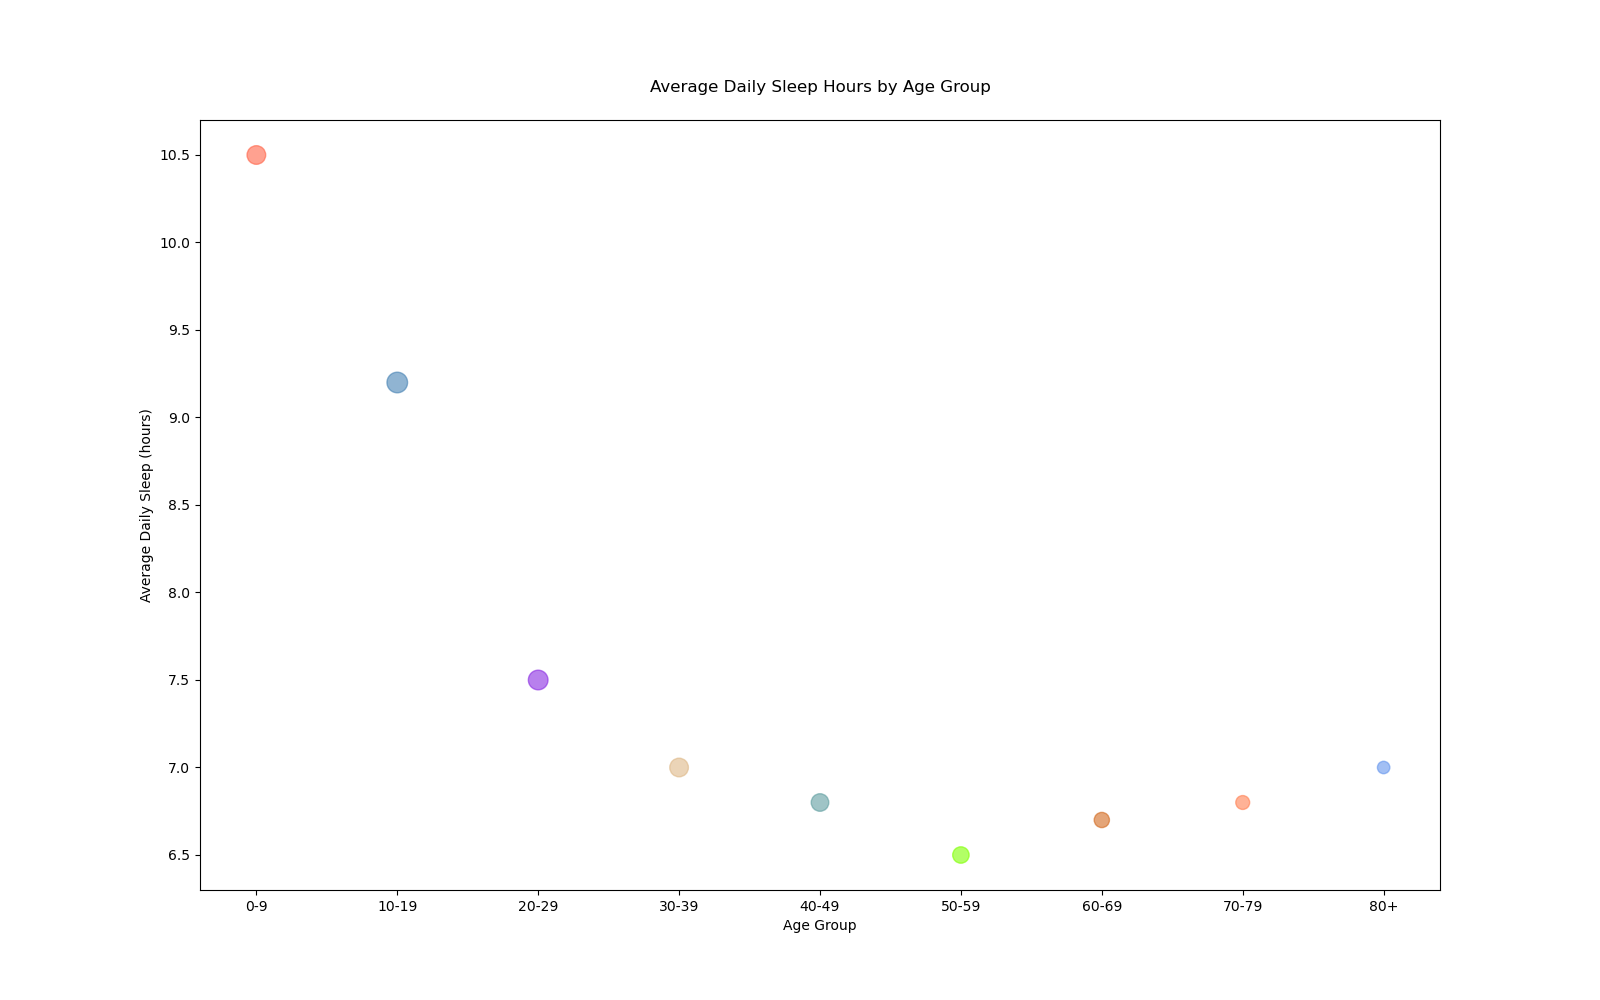 Average Daily Sleep Hours by Age Group
Average Daily Sleep (hours)
10.5
10.0
9.5
9.0
8.5
8.0
7.5
7.0
6.5
0-9 10-19 20-29 30-39 40-49 50-59 60-69 70-79 80+
Age Group